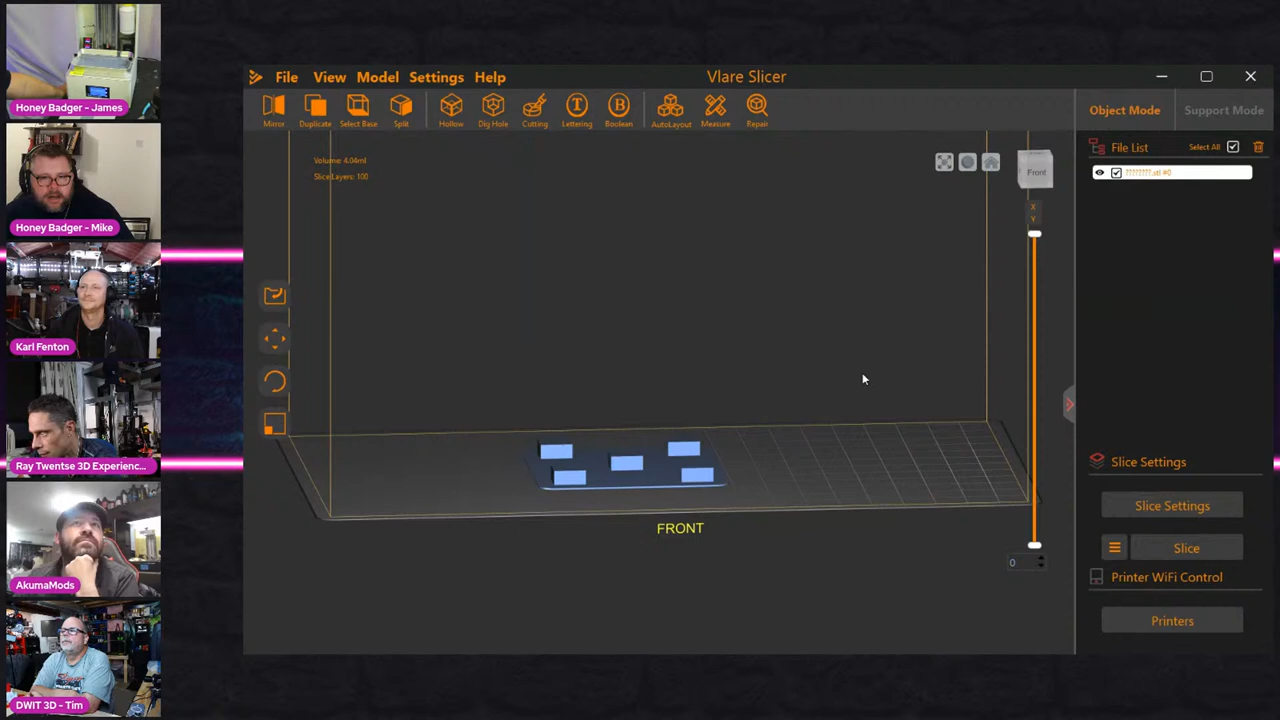 Honey Badger - James
Honey Badger - Mike
Karl Fenton
Ray Twentse 3D Experienc...
AkumaMods
DWIT 3D - Tim
File View Model Settings Help
Vlare Slicer
Mirror Duplicate Select Base Split Hollow Dig Hole Cutting Lettering Boolean AutoLayout Measure Repair
Object Mode Support Mode
Volume: 4.04ml
Slice Layers: 100
Front
X
Y
File List Select All
????????.stl #0
FRONT
0
Slice Settings
Slice Settings
Slice
Printer WiFi Control
Printers